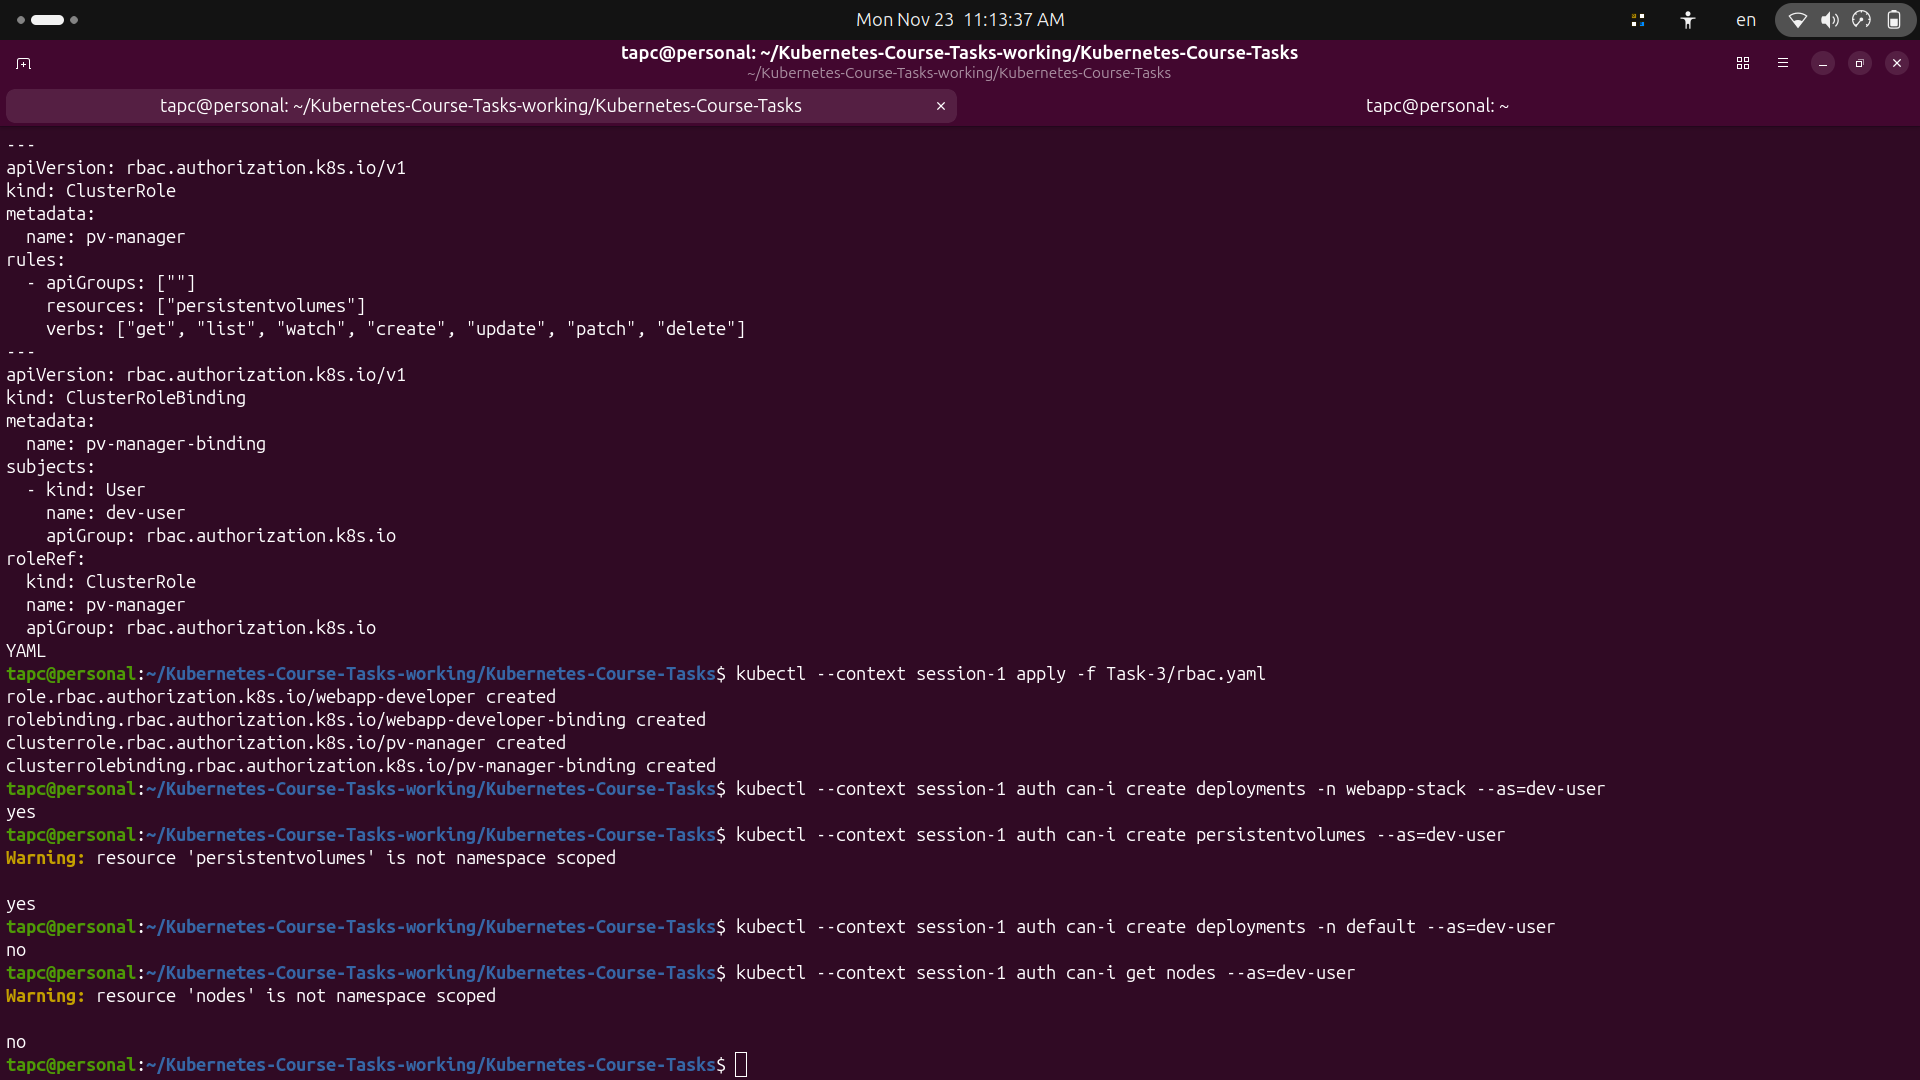 Mon Nov 23  11:13:37 AM
en
tapc@personal: ~/Kubernetes-Course-Tasks-working/Kubernetes-Course-Tasks
~/Kubernetes-Course-Tasks-working/Kubernetes-Course-Tasks
tapc@personal: ~/Kubernetes-Course-Tasks-working/Kubernetes-Course-Tasks
tapc@personal: ~
---
apiVersion: rbac.authorization.k8s.io/v1
kind: ClusterRole
metadata:
  name: pv-manager
rules:
  - apiGroups: [""]
    resources: ["persistentvolumes"]
    verbs: ["get", "list", "watch", "create", "update", "patch", "delete"]
---
apiVersion: rbac.authorization.k8s.io/v1
kind: ClusterRoleBinding
metadata:
  name: pv-manager-binding
subjects:
  - kind: User
    name: dev-user
    apiGroup: rbac.authorization.k8s.io
roleRef:
  kind: ClusterRole
  name: pv-manager
  apiGroup: rbac.authorization.k8s.io
YAML
tapc@personal:~/Kubernetes-Course-Tasks-working/Kubernetes-Course-Tasks$ kubectl --context session-1 apply -f Task-3/rbac.yaml
role.rbac.authorization.k8s.io/webapp-developer created
rolebinding.rbac.authorization.k8s.io/webapp-developer-binding created
clusterrole.rbac.authorization.k8s.io/pv-manager created
clusterrolebinding.rbac.authorization.k8s.io/pv-manager-binding created
tapc@personal:~/Kubernetes-Course-Tasks-working/Kubernetes-Course-Tasks$ kubectl --context session-1 auth can-i create deployments -n webapp-stack --as=dev-user
yes
tapc@personal:~/Kubernetes-Course-Tasks-working/Kubernetes-Course-Tasks$ kubectl --context session-1 auth can-i create persistentvolumes --as=dev-user
Warning: resource 'persistentvolumes' is not namespace scoped

yes
tapc@personal:~/Kubernetes-Course-Tasks-working/Kubernetes-Course-Tasks$ kubectl --context session-1 auth can-i create deployments -n default --as=dev-user
no
tapc@personal:~/Kubernetes-Course-Tasks-working/Kubernetes-Course-Tasks$ kubectl --context session-1 auth can-i get nodes --as=dev-user
Warning: resource 'nodes' is not namespace scoped

no
tapc@personal:~/Kubernetes-Course-Tasks-working/Kubernetes-Course-Tasks$